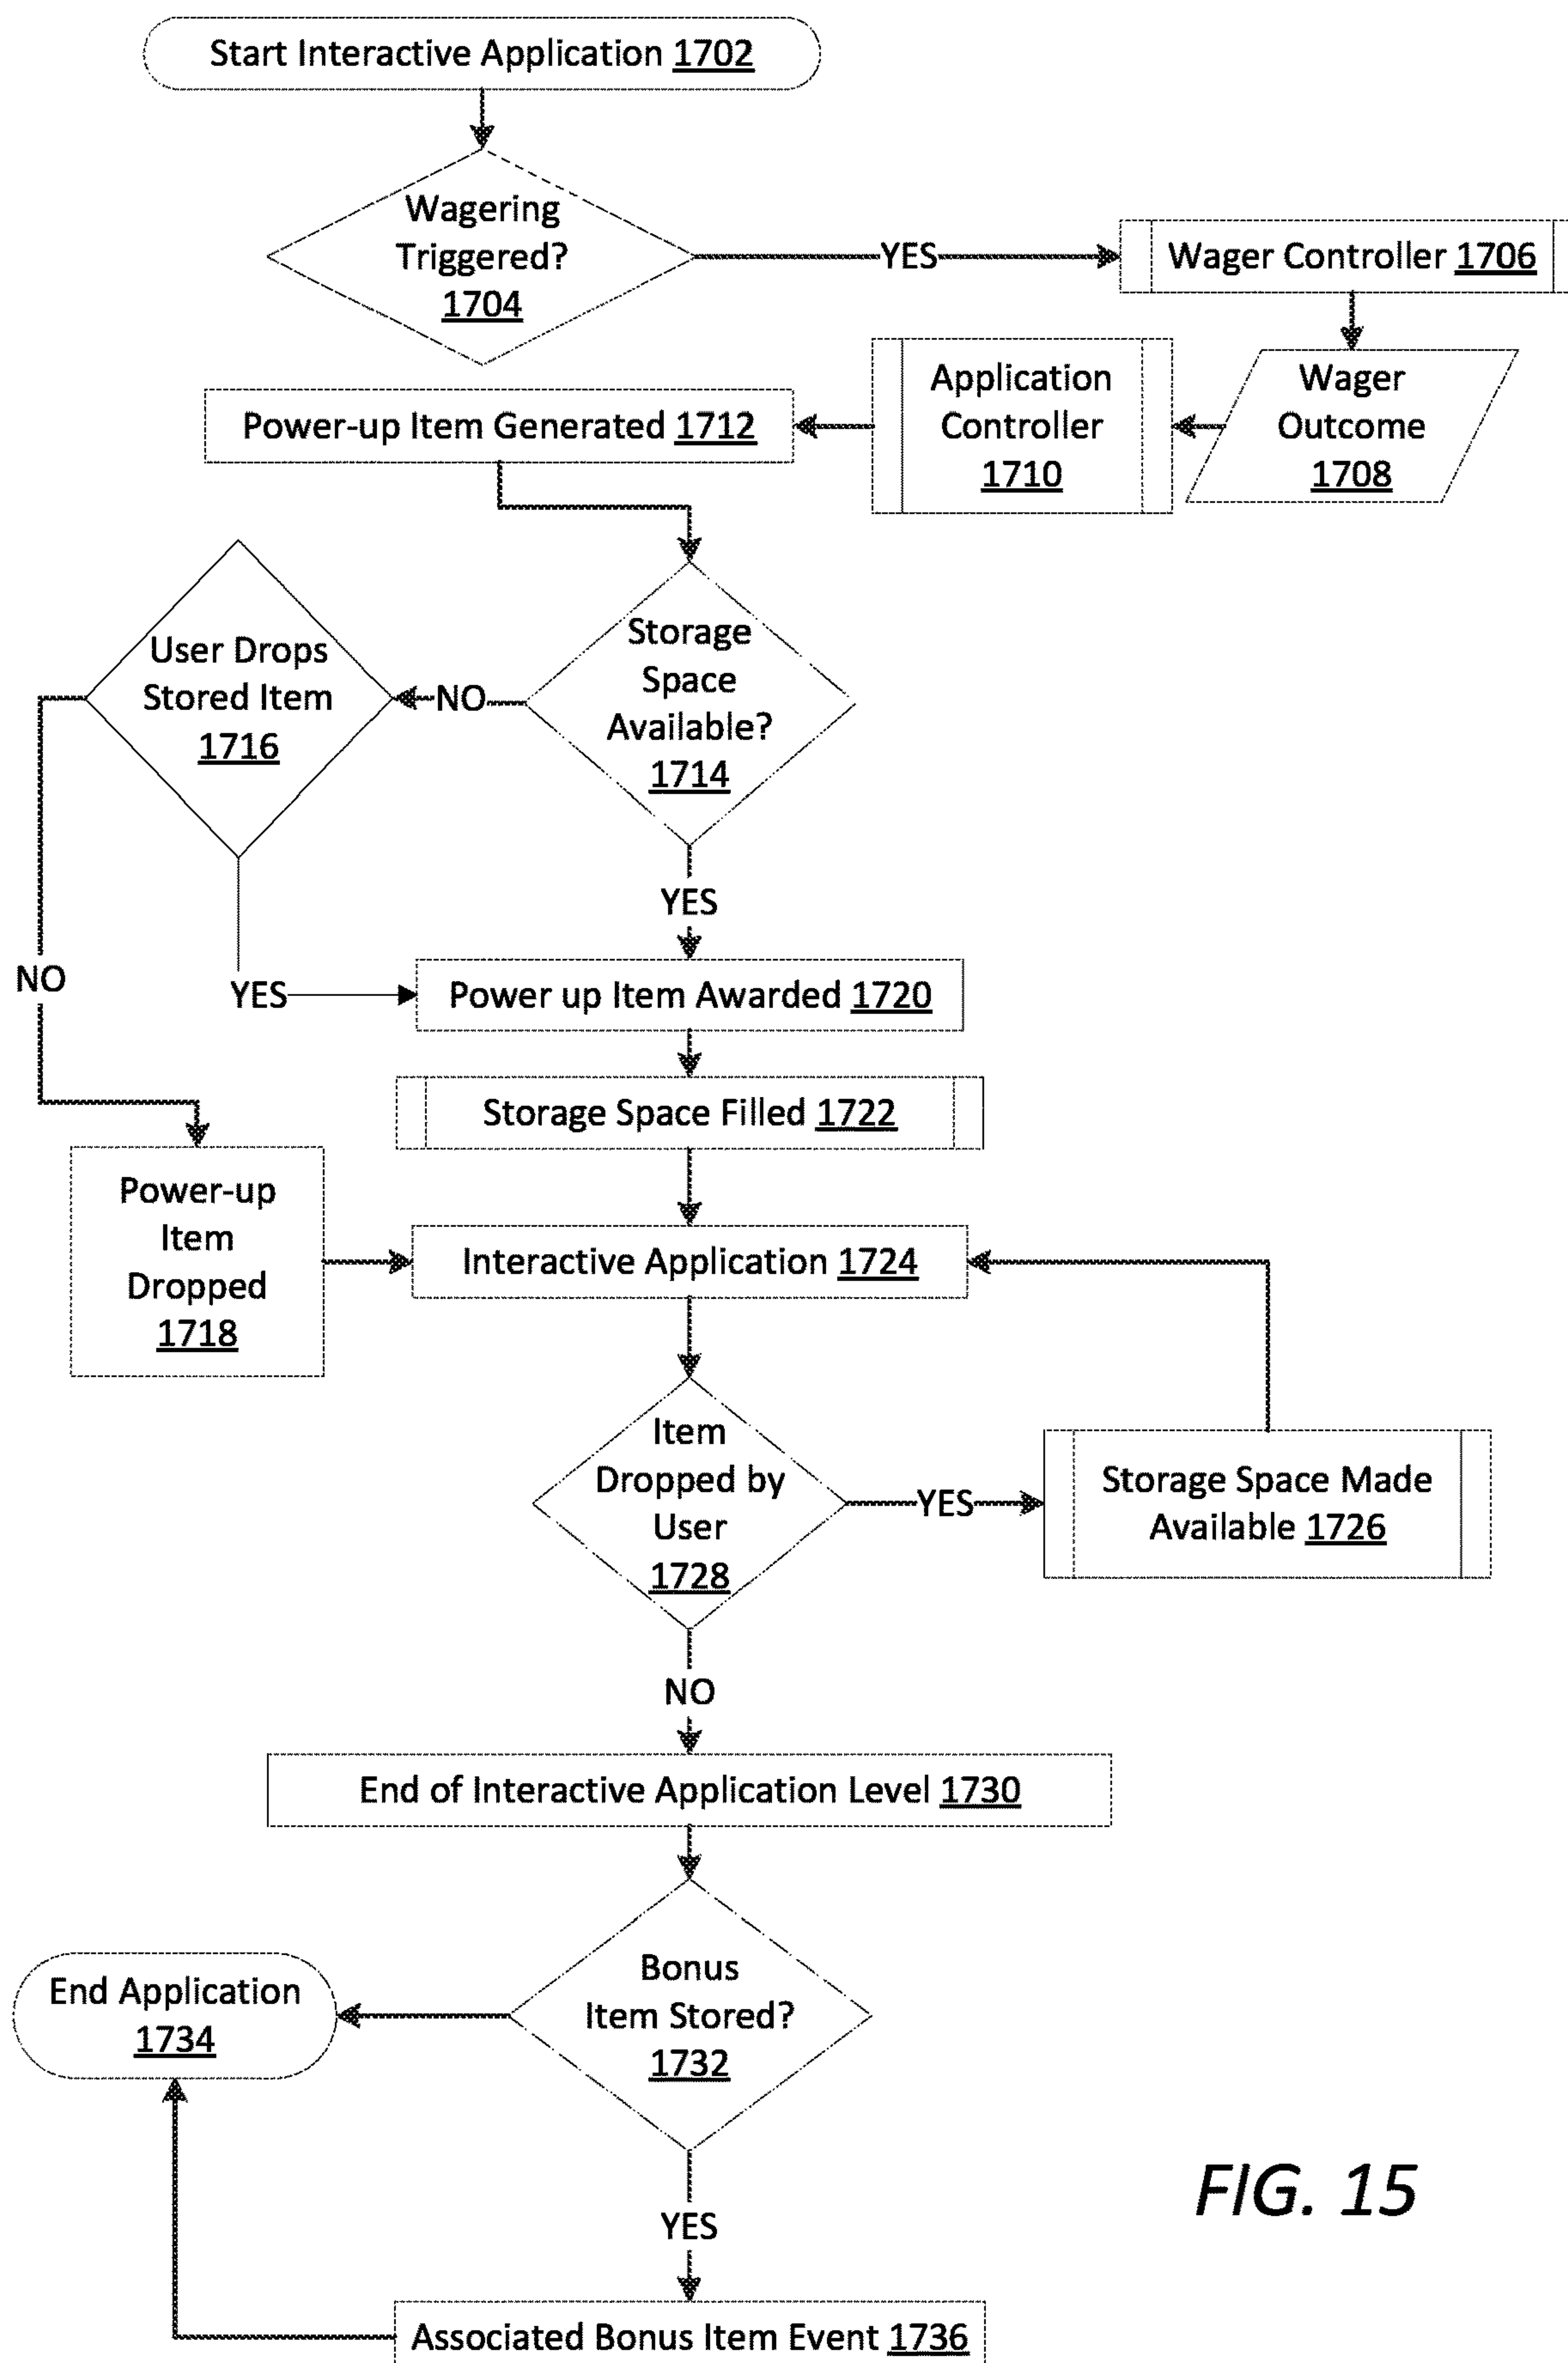 Start Interactive Application 1702
Wagering
Triggered?
1704
YES
Wager Controller 1706
Wager
Outcome
1708
Application
Controller
1710
Power-up Item Generated 1712
Storage
Space
Available?
1714
NO
User Drops
Stored Item
1716
YES
NO
YES
Power up Item Awarded 1720
Storage Space Filled 1722
Power-up
Item
Dropped
1718
Interactive Application 1724
Item
Dropped by
User
1728
YES
Storage Space Made
Available 1726
NO
End of Interactive Application Level 1730
Bonus
Item Stored?
1732
End Application
1734
YES
Associated Bonus Item Event 1736
FIG. 15